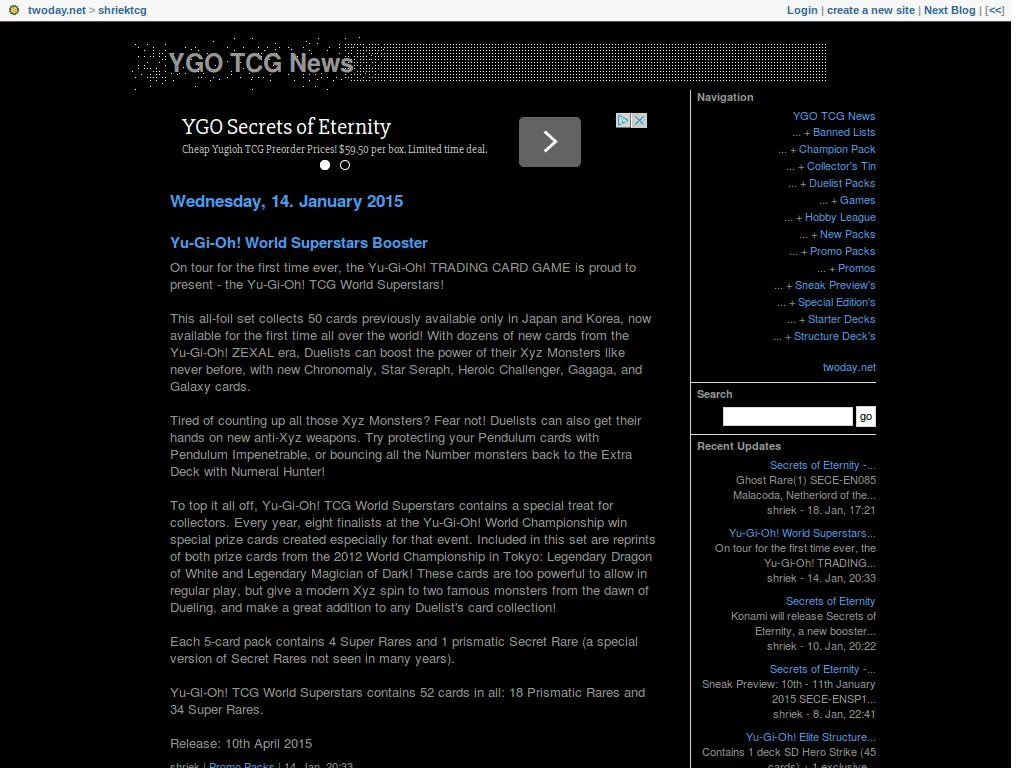 twoday.net > shriektcg
Login | create a new site | Next Blog | [<<]
YGO TCG News
YGO Secrets of Eternity
Cheap Yugioh TCG Preorder Prices! $59.50 per box. Limited time deal.
Wednesday, 14. January 2015
Yu-Gi-Oh! World Superstars Booster
On tour for the first time ever, the Yu-Gi-Oh! TRADING CARD GAME is proud to
present - the Yu-Gi-Oh! TCG World Superstars!
This all-foil set collects 50 cards previously available only in Japan and Korea, now
available for the first time all over the world! With dozens of new cards from the
Yu-Gi-Oh! ZEXAL era, Duelists can boost the power of their Xyz Monsters like
never before, with new Chronomaly, Star Seraph, Heroic Challenger, Gagaga, and
Galaxy cards.
Tired of counting up all those Xyz Monsters? Fear not! Duelists can also get their
hands on new anti-Xyz weapons. Try protecting your Pendulum cards with
Pendulum Impenetrable, or bouncing all the Number monsters back to the Extra
Deck with Numeral Hunter!
To top it all off, Yu-Gi-Oh! TCG World Superstars contains a special treat for
collectors. Every year, eight finalists at the Yu-Gi-Oh! World Championship win
special prize cards created especially for that event. Included in this set are reprints
of both prize cards from the 2012 World Championship in Tokyo: Legendary Dragon
of White and Legendary Magician of Dark! These cards are too powerful to allow in
regular play, but give a modern Xyz spin to two famous monsters from the dawn of
Dueling, and make a great addition to any Duelist's card collection!
Each 5-card pack contains 4 Super Rares and 1 prismatic Secret Rare (a special
version of Secret Rares not seen in many years).
Yu-Gi-Oh! TCG World Superstars contains 52 cards in all: 18 Prismatic Rares and
34 Super Rares.
Release: 10th April 2015
shriek | Promo Packs | 14. Jan, 20:33
Navigation
YGO TCG News
... + Banned Lists
... + Champion Pack
... + Collector's Tin
... + Duelist Packs
... + Games
... + Hobby League
... + New Packs
... + Promo Packs
... + Promos
... + Sneak Preview's
... + Special Edition's
... + Starter Decks
... + Structure Deck's
twoday.net
Search
go
Recent Updates
Secrets of Eternity -...
Ghost Rare(1) SECE-EN085
Malacoda, Netherlord of the...
shriek - 18. Jan, 17:21
Yu-Gi-Oh! World Superstars...
On tour for the first time ever, the
Yu-Gi-Oh! TRADING...
shriek - 14. Jan, 20:33
Secrets of Eternity
Konami will release Secrets of
Eternity, a new booster...
shriek - 10. Jan, 20:22
Secrets of Eternity -...
Sneak Preview: 10th - 11th January
2015 SECE-ENSP1...
shriek - 8. Jan, 22:41
Yu-Gi-Oh! Elite Structure...
Contains 1 deck SD Hero Strike (45
cards) + 1 exclusive...